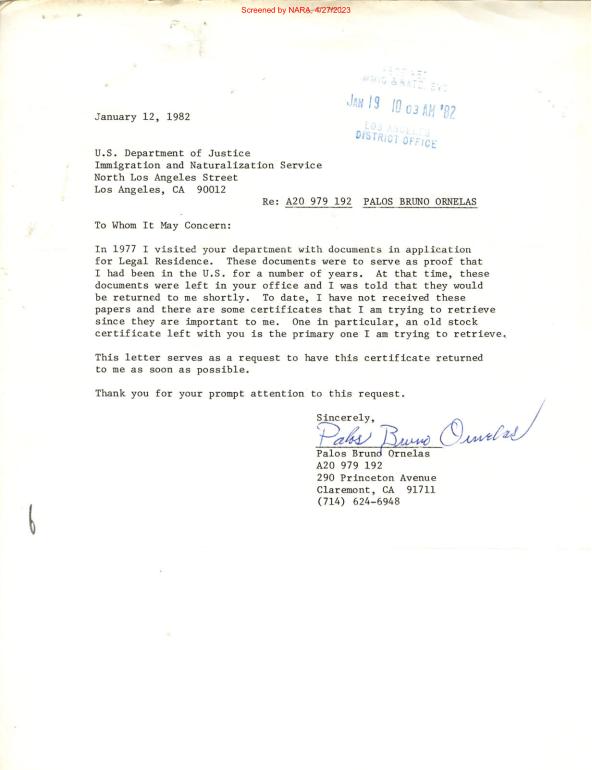 Screened by NARA, 4/27/2023
IMMIG & NATZ. SVC
JAN 19 10 03 AM '82
LOS ANGELES
DISTRICT OFFICE
January 12, 1982
U.S. Department of Justice
Immigration and Naturalization Service
North Los Angeles Street
Los Angeles, CA 90012
Re: A20 979 192 PALOS BRUNO ORNELAS
To Whom It May Concern:
In 1977 I visited your department with documents in application
for Legal Residence. These documents were to serve as proof that
I had been in the U.S. for a number of years. At that time, these
documents were left in your office and I was told that they would
be returned to me shortly. To date, I have not received these
papers and there are some certificates that I am trying to retrieve
since they are important to me. One in particular, an old stock
certificate left with you is the primary one I am trying to retrieve.
This letter serves as a request to have this certificate returned
to me as soon as possible.
Thank you for your prompt attention to this request.
Sincerely,
Palos Bruno Ornelas
Palos Bruno Ornelas
A20 979 192
290 Princeton Avenue
Claremont, CA 91711
(714) 624-6948
6